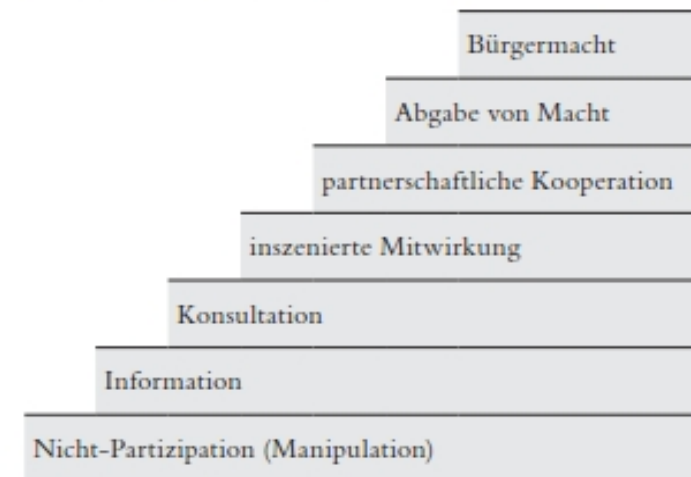 Bürgermacht
Abgabe von Macht
partnerschaftliche Kooperation
inszenierte Mitwirkung
Konsultation
Information
Nicht-Partizipation (Manipulation)